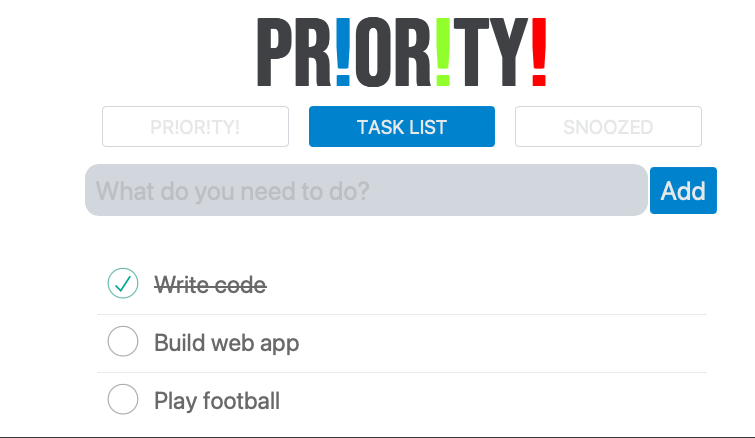 PR!OR!TY!
PR!OR!TY! TASK LIST SNOOZED
What do you need to do? Add
Write code
Build web app
Play football